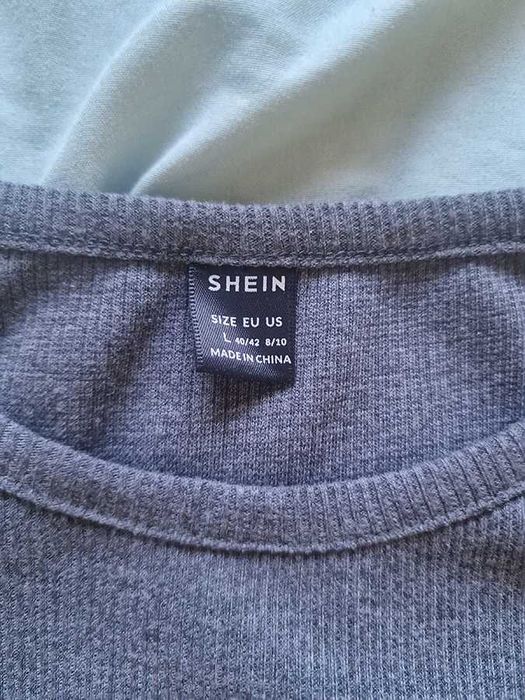 SHEIN
SIZE EU US
L 40/42 8/10
MADE IN CHINA